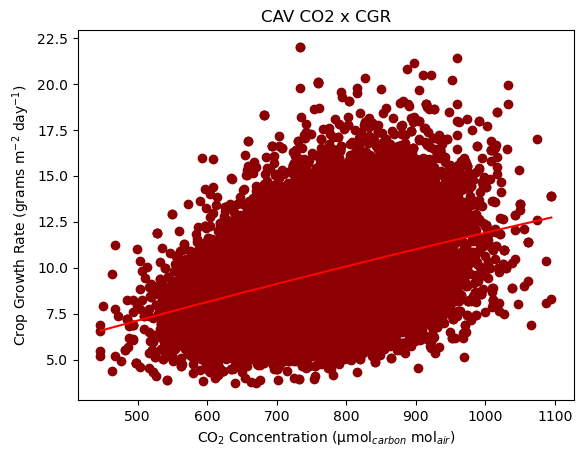 CAV CO2 x CGR
22.5
20.0
17.5
15.0
12.5
10.0
7.5
5.0
Crop Growth Rate (grams m⁻² day⁻¹)
500 600 700 800 900 1000 1100
CO₂ Concentration (μmol_carbon mol_air)